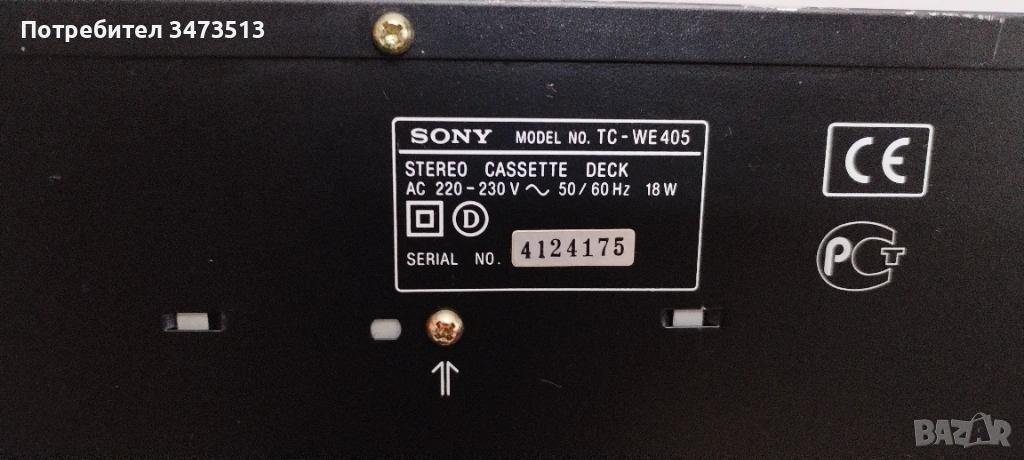 Потребител 3473513
SONY MODEL NO. TC-WE405
STEREO CASSETTE DECK
AC 220-230V ~ 50/60Hz 18W
D
SERIAL NO. 4124175
CE
PCT
BAZAR